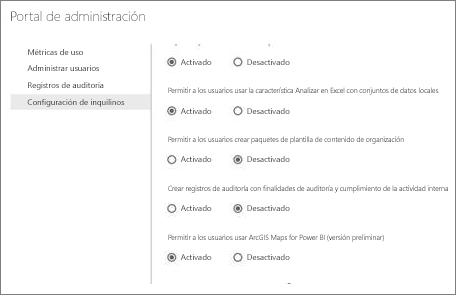 Portal de administración
Métricas de uso
Administrar usuarios
Registros de auditoría
Configuración de inquilinos
Activado Desactivado
Permitir a los usuarios usar la característica Analizar en Excel con conjuntos de datos locales
Activado Desactivado
Permitir a los usuarios crear paquetes de plantilla de contenido de organización
Activado Desactivado
Crear registros de auditoría con finalidades de auditoría y cumplimiento de la actividad interna
Activado Desactivado
Permitir a los usuarios usar ArcGIS Maps for Power BI (versión preliminar)
Activado Desactivado